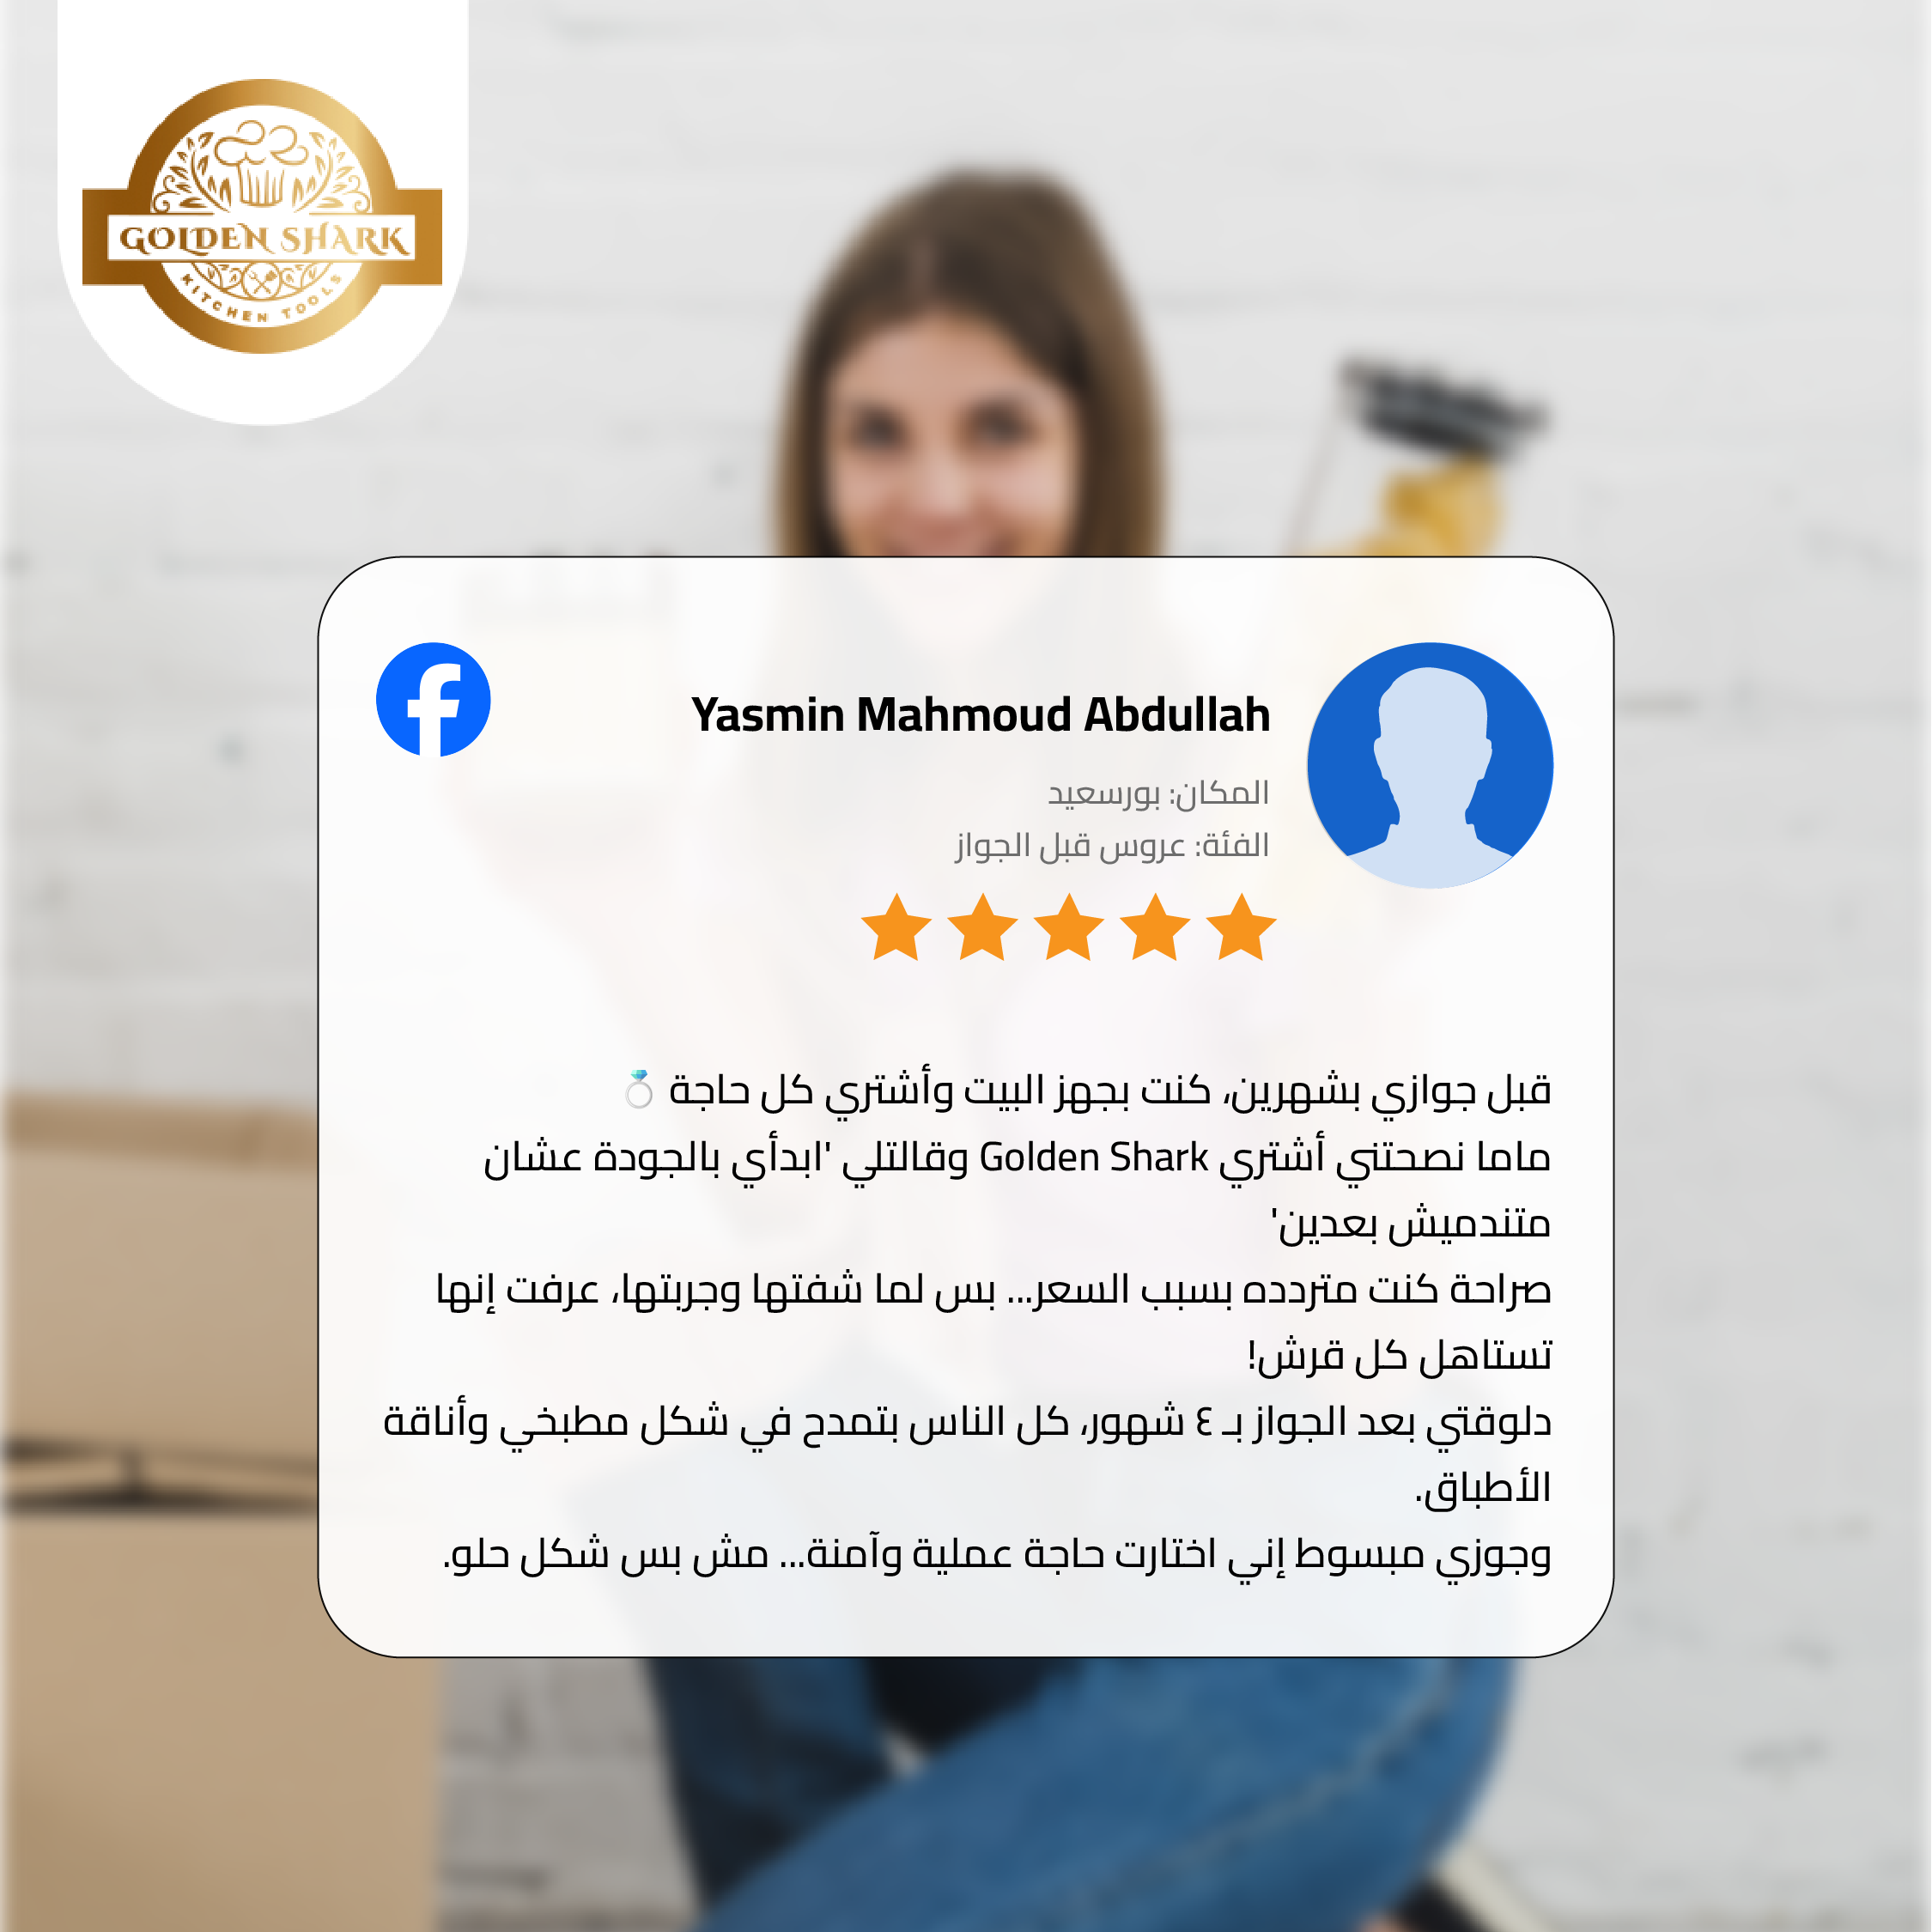 GOLDEN SHARK
KITCHEN TOOLS
Yasmin Mahmoud Abdullah
المكان: بورسعيد
الفئة: عروس قبل الجواز
قبل جوازي بشهرين، كنت بجهز البيت وأشتري كل حاجة 💍
ماما نصحتني أشتري Golden Shark وقالتلي 'ابدأي بالجودة عشان
متندميش بعدين'
صراحة كنت متردده بسبب السعر... بس لما شفتها وجربتها، عرفت إنها
تستاهل كل قرش!
دلوقتي بعد الجواز بـ ٤ شهور، كل الناس بتمدح في شكل مطبخي وأناقة
الأطباق.
وجوزي مبسوط إني اختارت حاجة عملية وآمنة... مش بس شكل حلو.